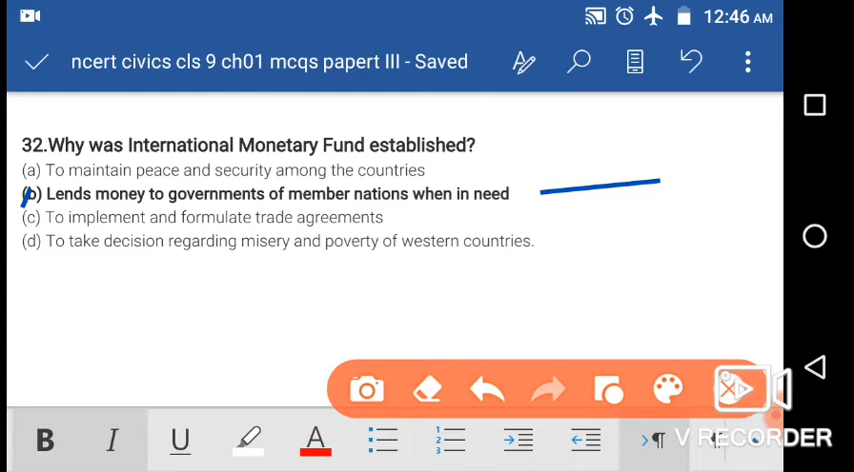 12:46 AM
ncert civics cls 9 ch01 mcqs papert III - Saved
32.Why was International Monetary Fund established?
(a) To maintain peace and security among the countries
(b) Lends money to governments of member nations when in need
(c) To implement and formulate trade agreements
(d) To take decision regarding misery and poverty of western countries.
B I U A
V RECORDER